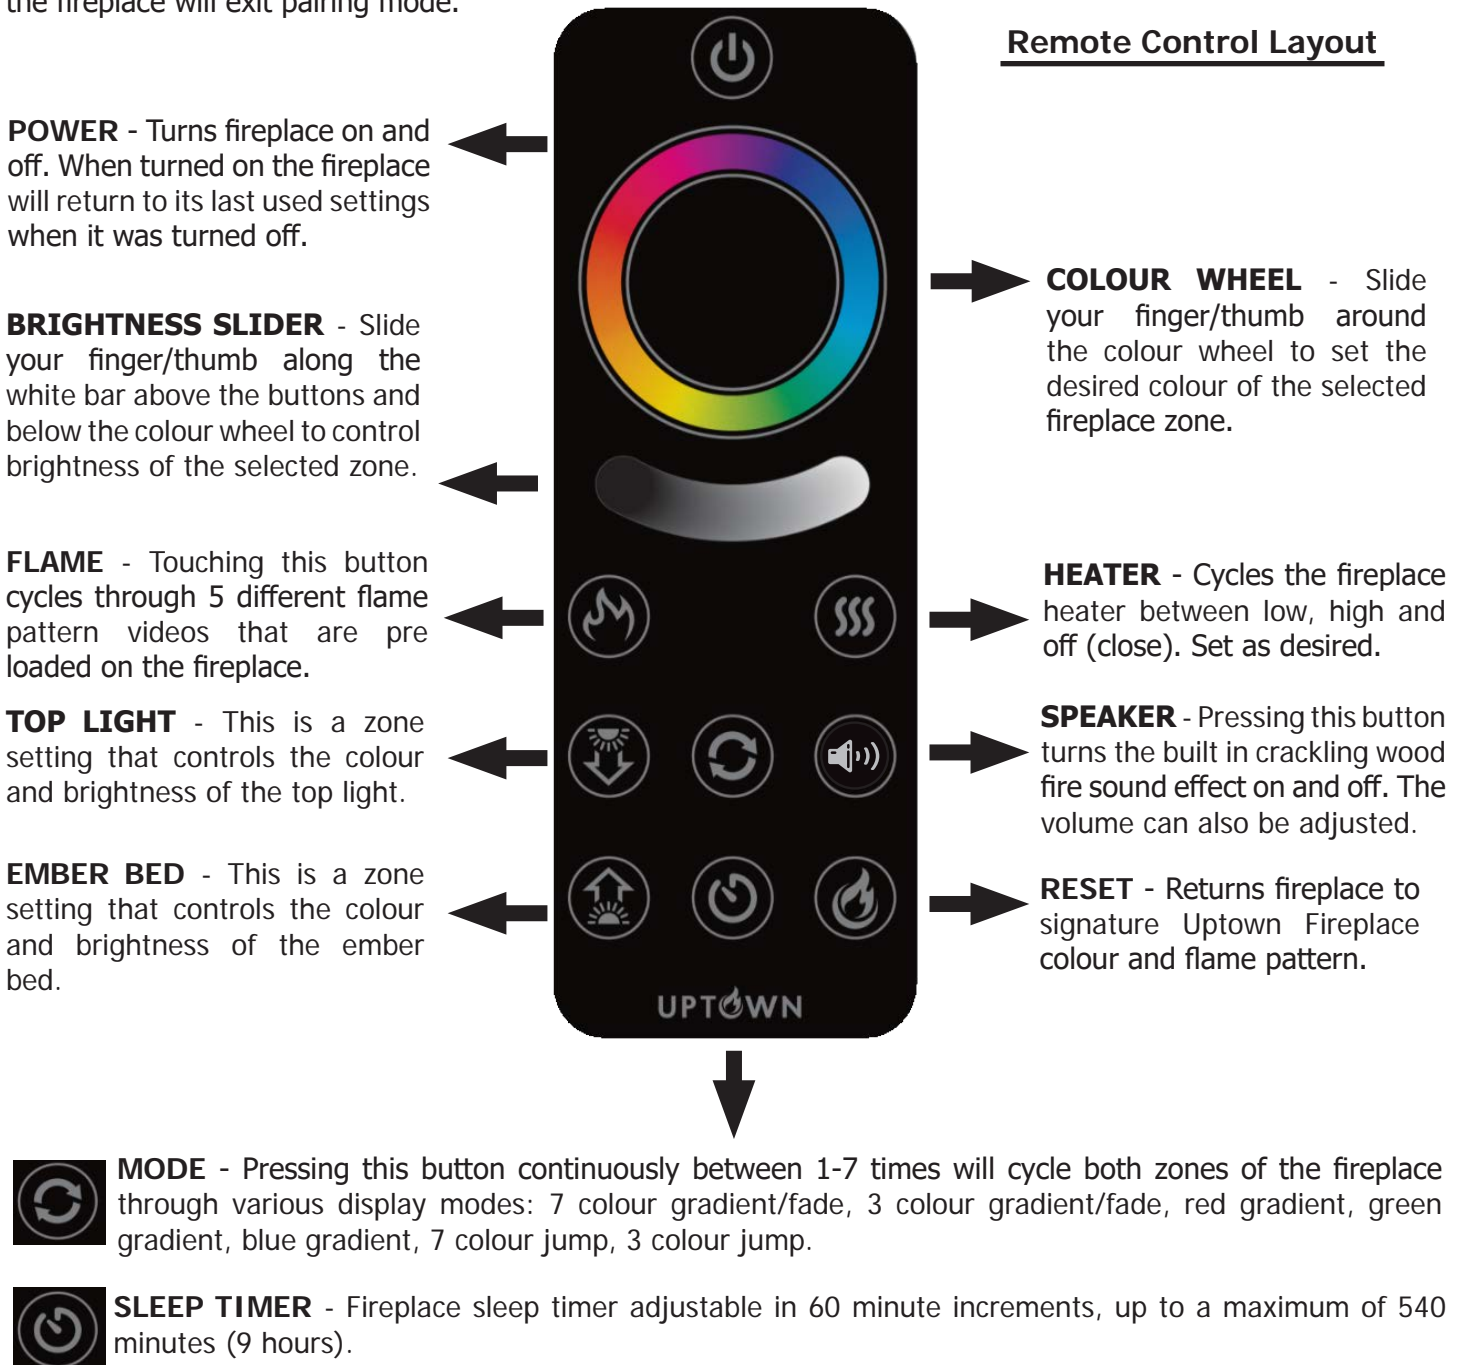 the fireplace will exit pairing mode.
Remote Control Layout
POWER - Turns fireplace on and
off. When turned on the fireplace
will return to its last used settings
when it was turned off.
BRIGHTNESS SLIDER - Slide
your finger/thumb along the
white bar above the buttons and
below the colour wheel to control
brightness of the selected zone.
FLAME - Touching this button
cycles through 5 different flame
pattern videos that are pre
loaded on the fireplace.
TOP LIGHT - This is a zone
setting that controls the colour
and brightness of the top light.
EMBER BED - This is a zone
setting that controls the colour
and brightness of the ember
bed.
COLOUR WHEEL - Slide
your finger/thumb around
the colour wheel to set the
desired colour of the selected
fireplace zone.
HEATER - Cycles the fireplace
heater between low, high and
off (close). Set as desired.
SPEAKER - Pressing this button
turns the built in crackling wood
fire sound effect on and off. The
volume can also be adjusted.
RESET - Returns fireplace to
signature Uptown Fireplace
colour and flame pattern.
UPTOWN
MODE - Pressing this button continuously between 1-7 times will cycle both zones of the fireplace
through various display modes: 7 colour gradient/fade, 3 colour gradient/fade, red gradient, green
gradient, blue gradient, 7 colour jump, 3 colour jump.
SLEEP TIMER - Fireplace sleep timer adjustable in 60 minute increments, up to a maximum of 540
minutes (9 hours).